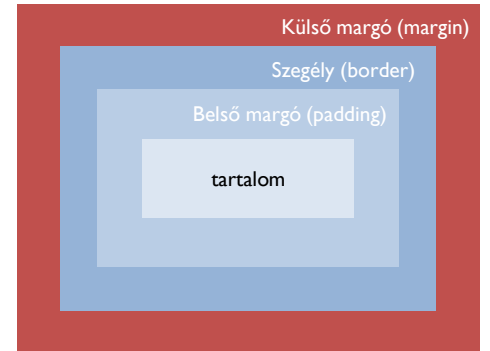 Külső margó (margin)
Szegély (border)
Belső margó (padding)
tartalom